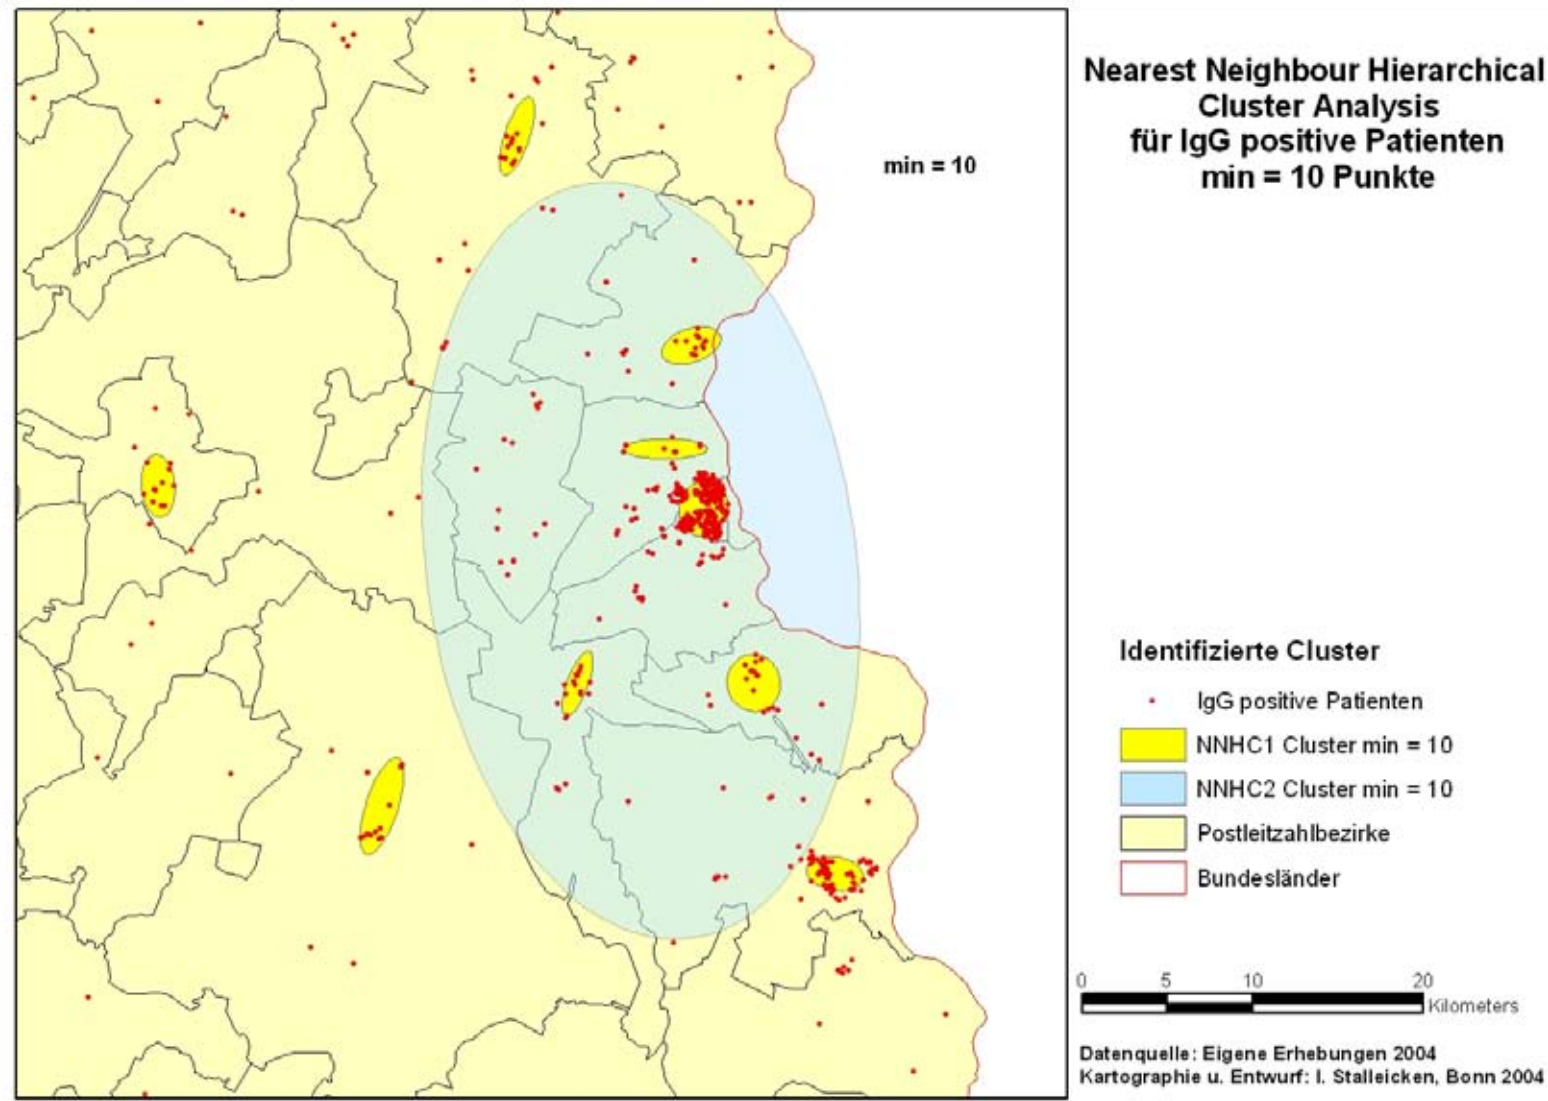 Nearest Neighbour Hierarchical
Cluster Analysis
für IgG positive Patienten
min = 10 Punkte
min = 10
Identifizierte Cluster
IgG positive Patienten
NNHC1 Cluster min = 10
NNHC2 Cluster min = 10
Postleitzahlbezirke
Bundesländer
0 5 10 20
Kilometers
Datenquelle: Eigene Erhebungen 2004
Kartographie u. Entwurf: I. Stalleicken, Bonn 2004